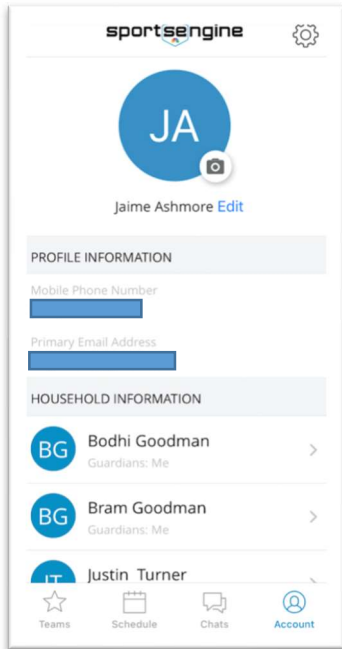 sportsengine
JA
Jaime Ashmore Edit
PROFILE INFORMATION
Mobile Phone Number
Primary Email Address
HOUSEHOLD INFORMATION
BG
Bodhi Goodman
Guardians: Me
BG
Bram Goodman
Guardians: Me
JT
Justin Turner
Teams
Schedule
Chats
Account